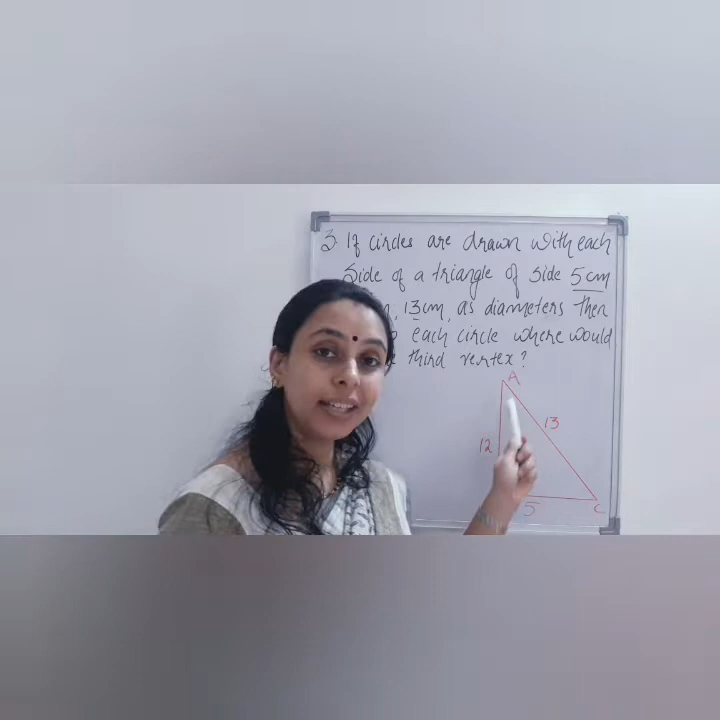 3. If circles are drawn with each
Side of a triangle of side 5cm
13cm, as diameters then
each circle where would
third vertex?
A
13
12
5 C